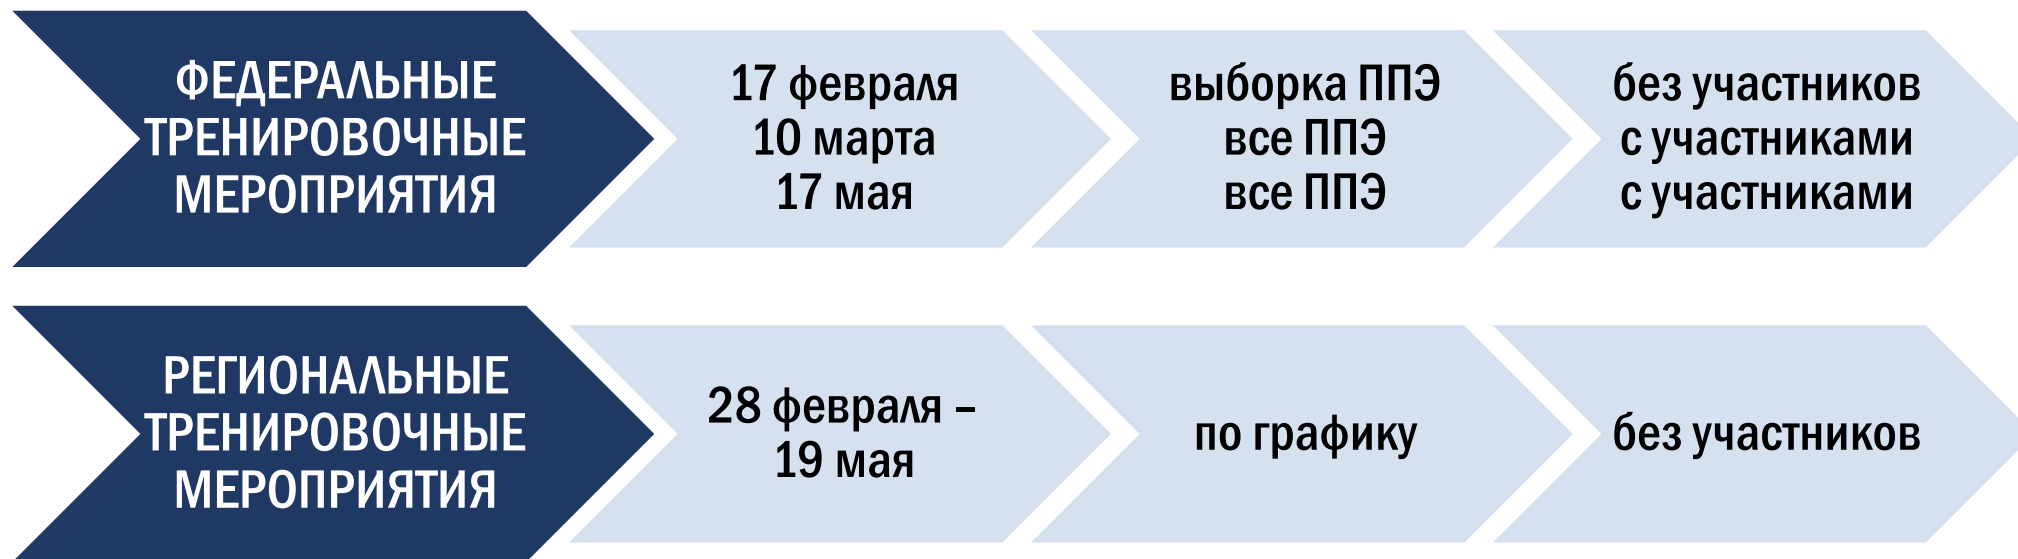 ФЕДЕРАЛЬНЫЕ
ТРЕНИРОВОЧНЫЕ
МЕРОПРИЯТИЯ
17 февраля
10 марта
17 мая
выборка ППЭ
все ППЭ
все ППЭ
без участников
с участниками
с участниками
РЕГИОНАЛЬНЫЕ
ТРЕНИРОВОЧНЫЕ
МЕРОПРИЯТИЯ
28 февраля –
19 мая
по графику
без участников